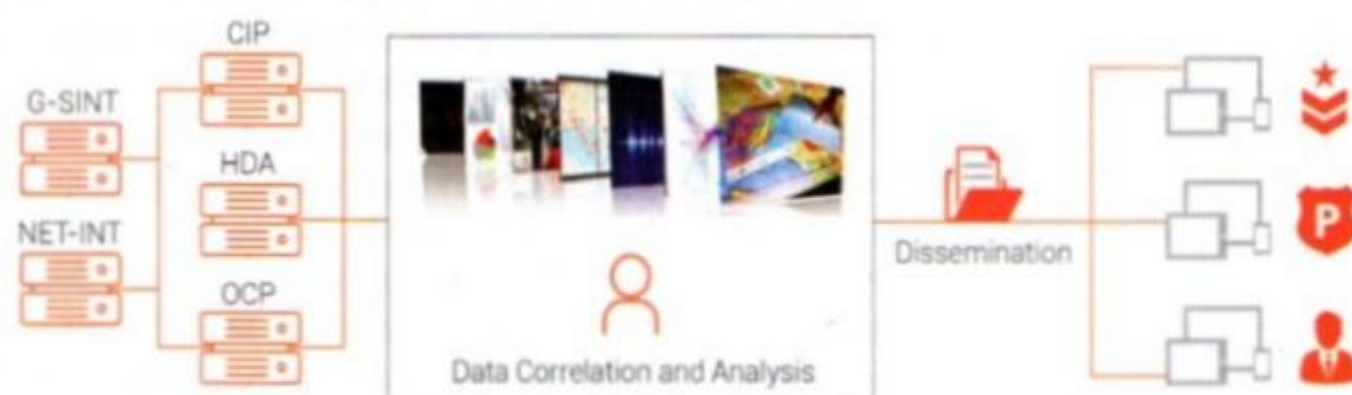 CIP
G-SINT
HDA
NET-INT
OCP
Data Correlation and Analysis
Dissemination
P